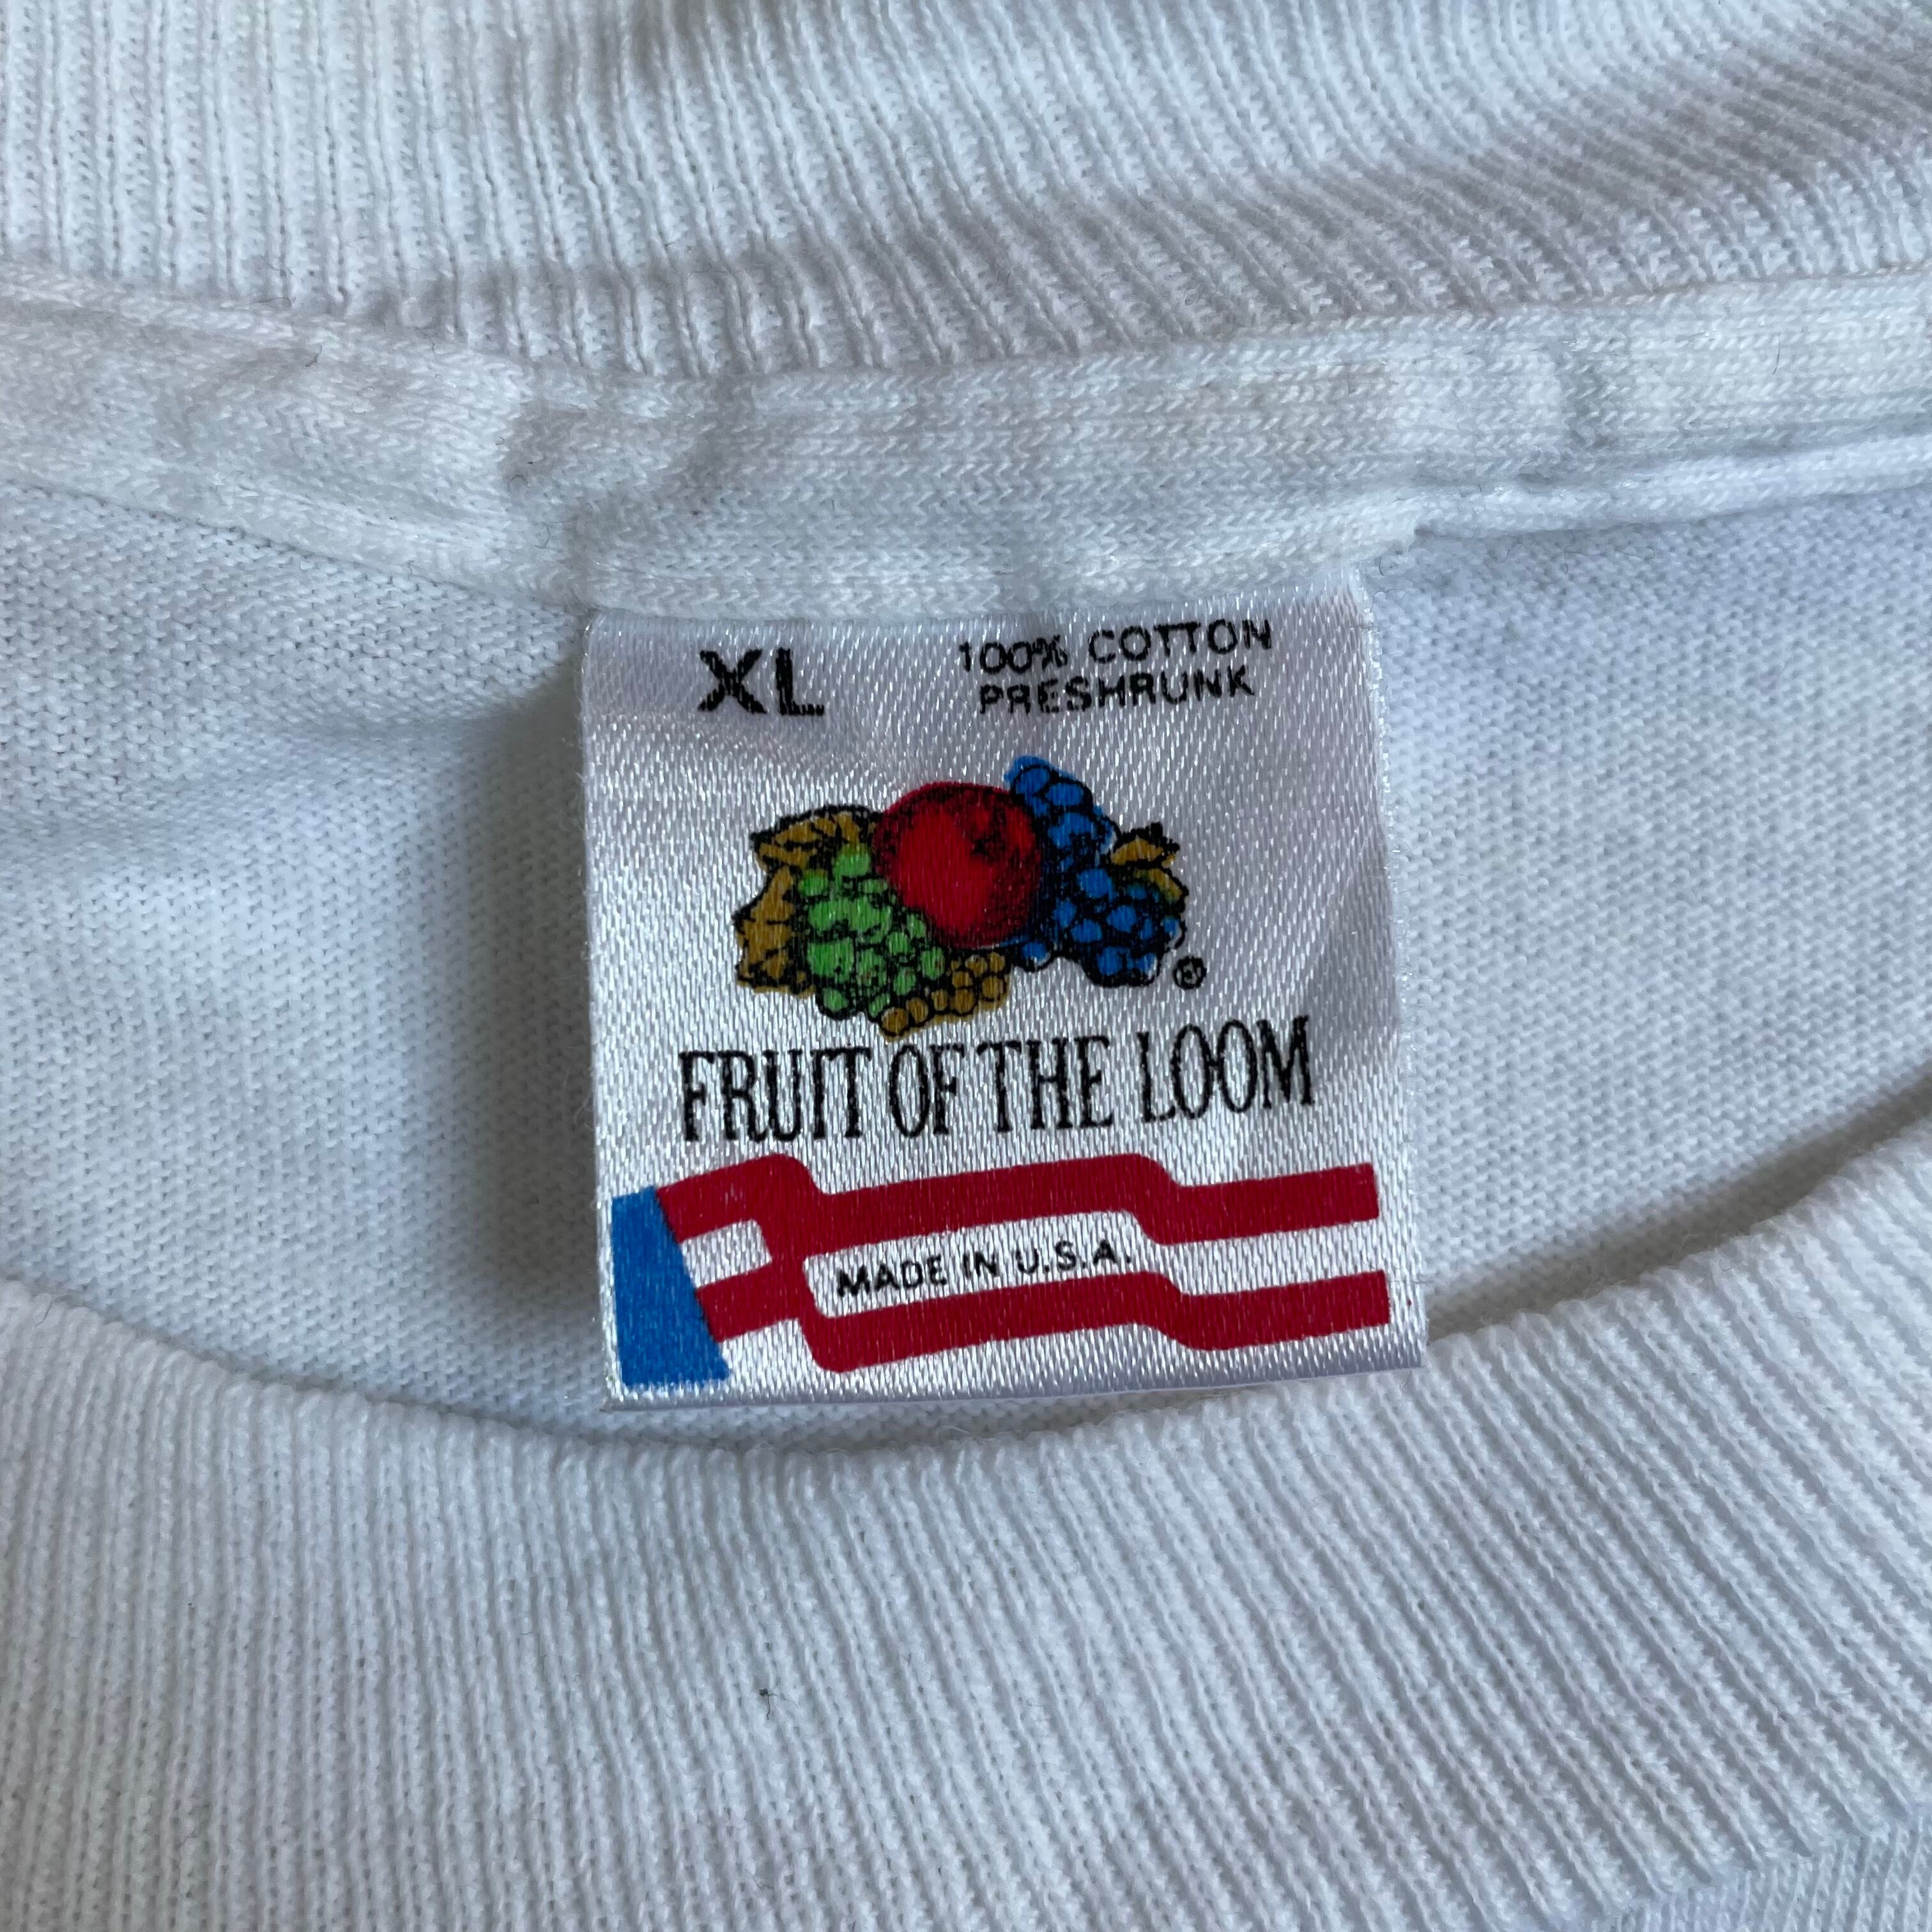 XL
100% COTTON
PRESHRUNK
®
FRUIT OF THE LOOM
MADE IN U.S.A.